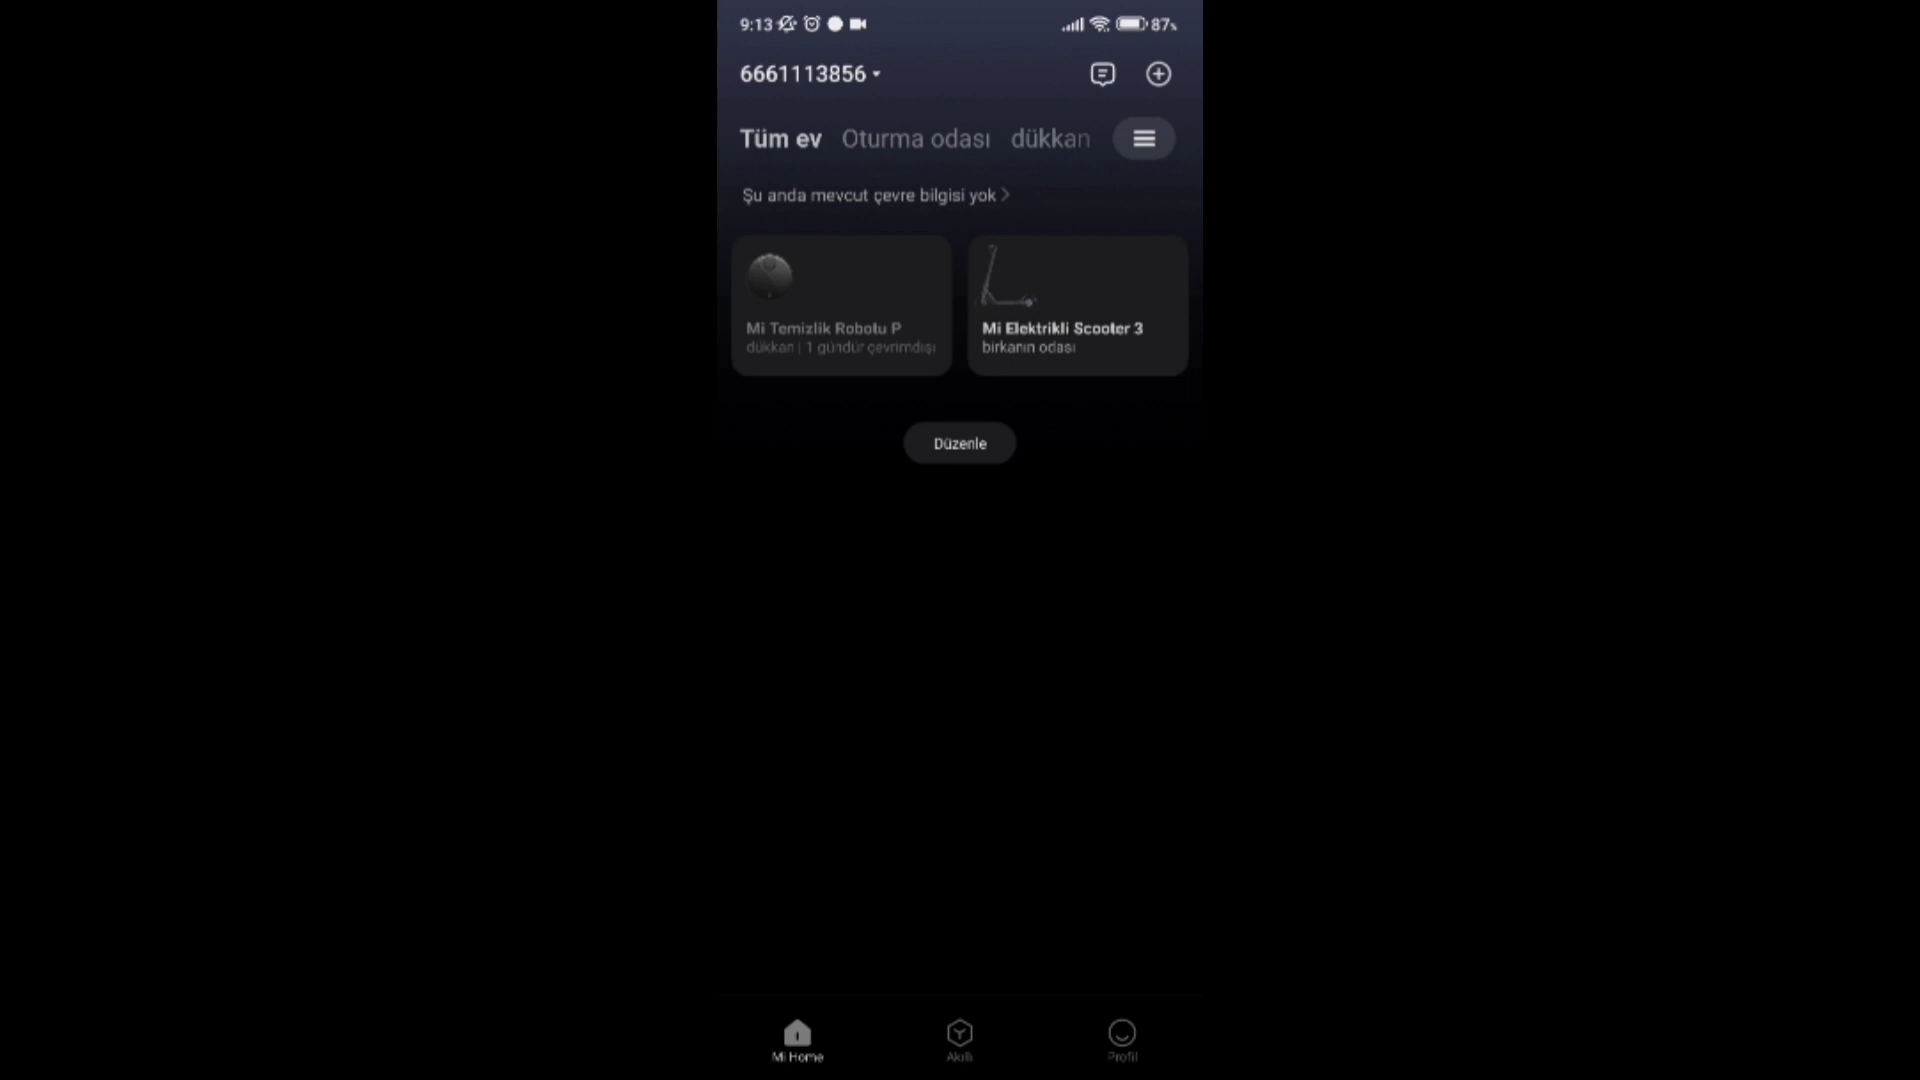 9:13
87%
6661113856
Tüm ev Oturma odası dükkan
Şu anda mevcut çevre bilgisi yok
Mi Temizlik Robotu P
dükkan | 1 gündür çevrimdışı
Mi Elektrikli Scooter 3
birkanın odası
Düzenle
Mi Home
Akıllı
Profil